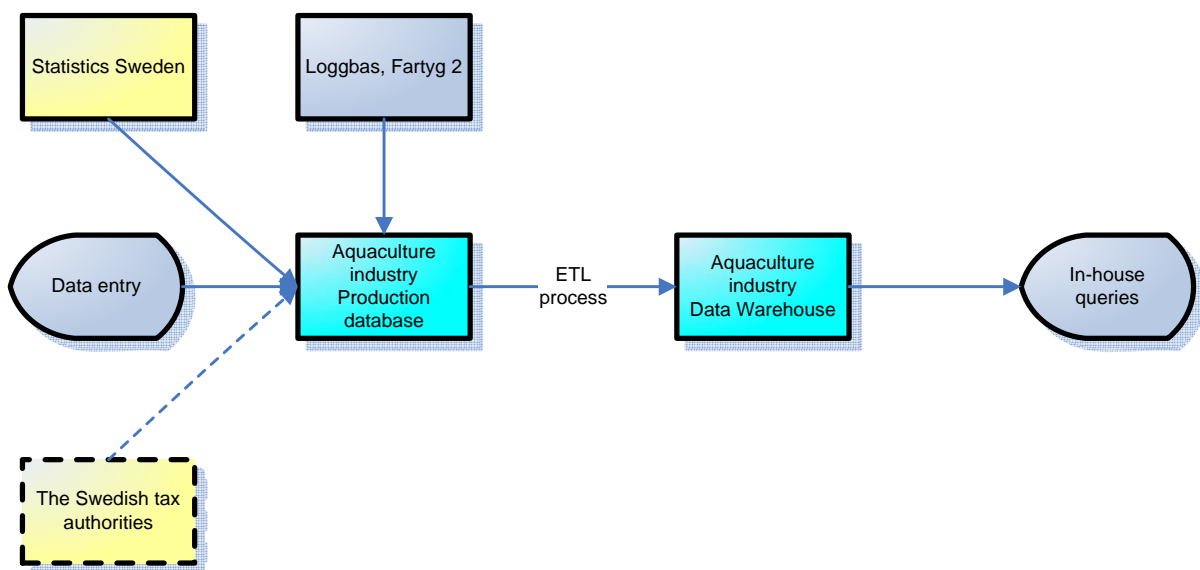 Statistics Sweden
Loggbas, Fartyg 2
Data entry
Aquaculture
industry
Production
database
ETL
process
Aquaculture
industry
Data Warehouse
In-house
queries
The Swedish tax
authorities